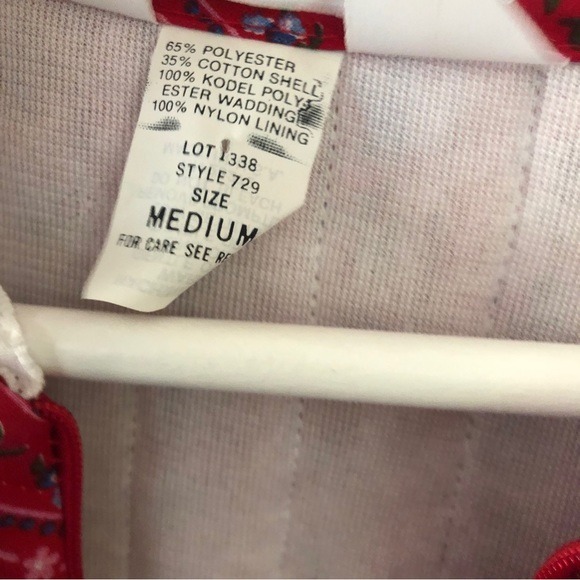 65% POLYESTER
35% COTTON SHELL
100% KODEL POLY-
ESTER WADDING
100% NYLON LINING
LOT 1338
STYLE 729
SIZE
MEDIUM
FOR CARE SEE